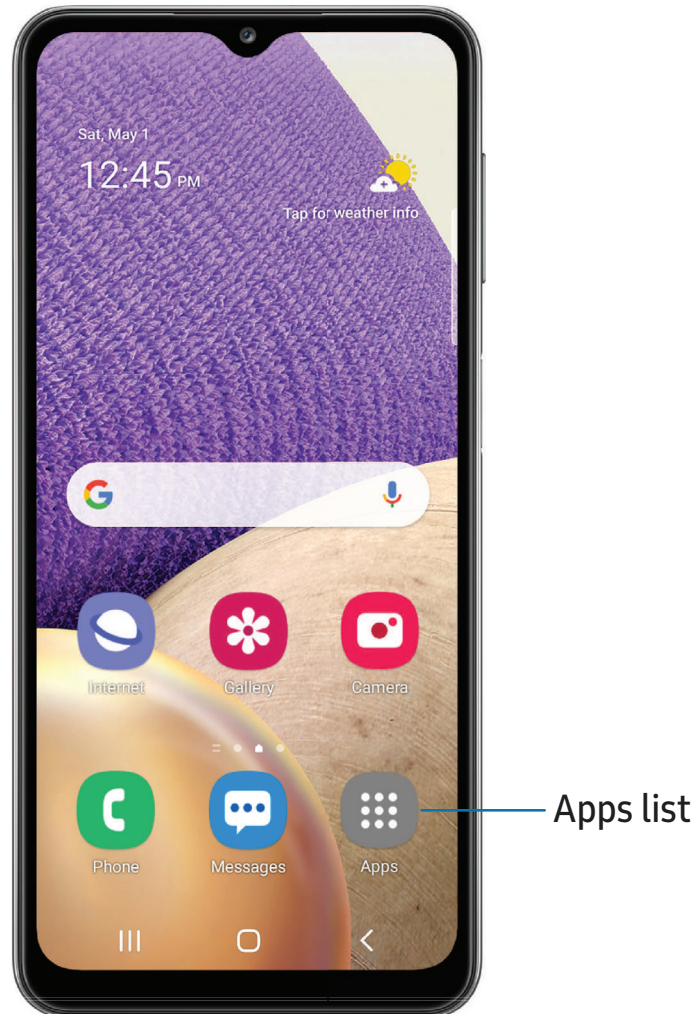 Sat, May 1
12:45 PM
Tap for weather info
Internet
Gallery
Camera
Phone
Messages
Apps
Apps list